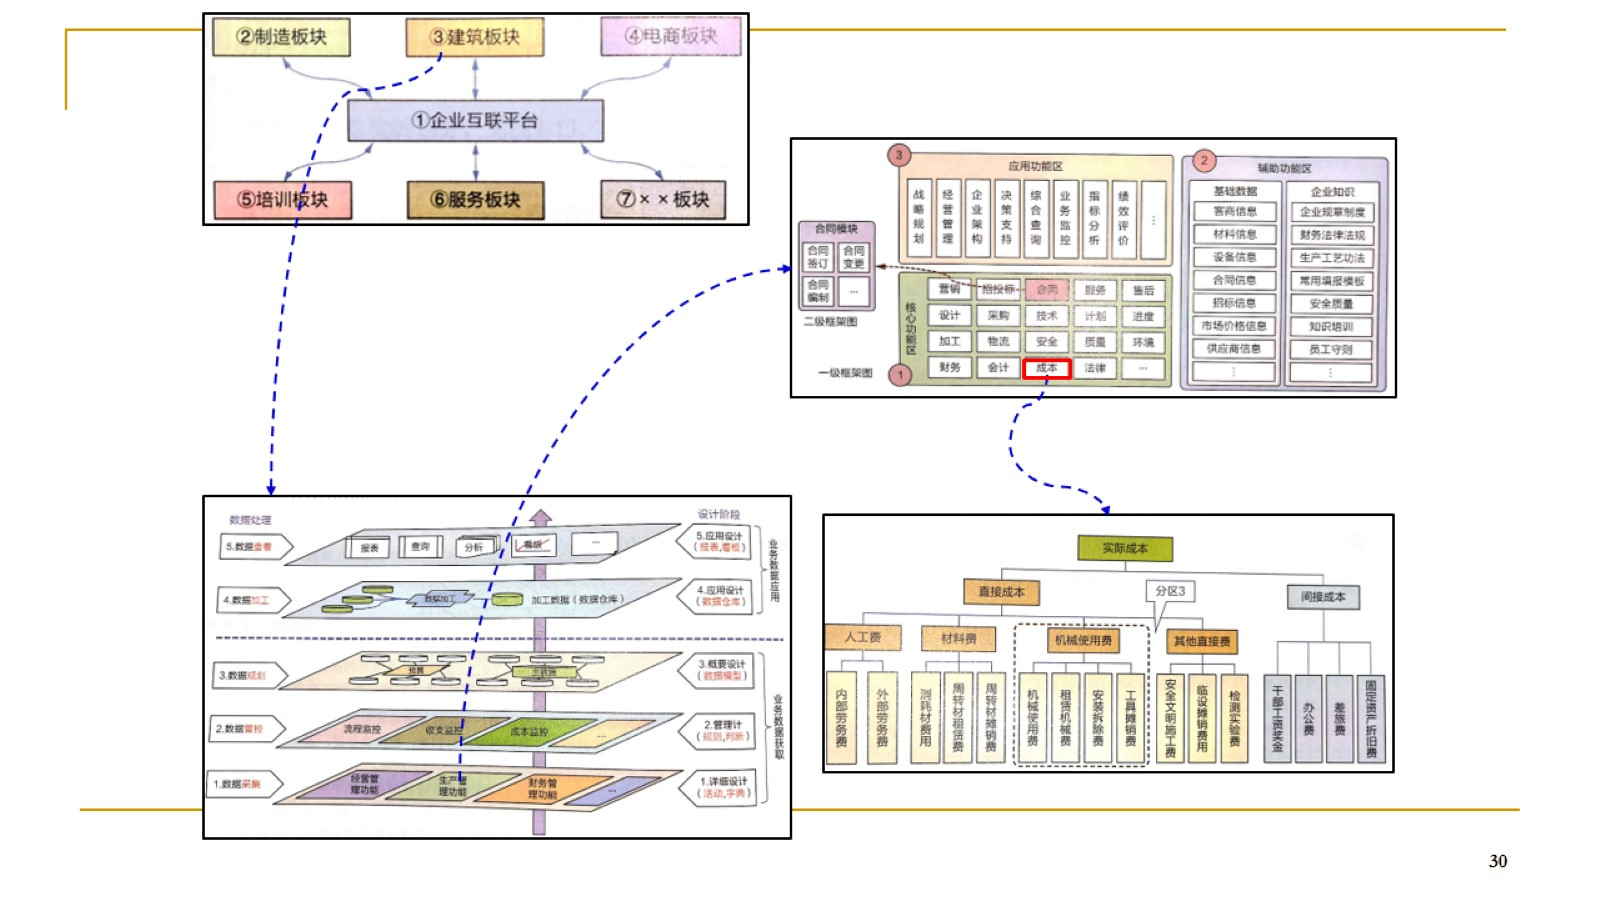 ②制造板块
③建筑板块
④电商板块
①企业互联平台
⑤培训板块
⑥服务板块
⑦××板块
3
应用功能区
战略规划
经营管理
企业架构
决策支持
综合查询
业务监控
指标分析
绩效评价
⋮
合同模块
合同签订
合同变更
合同编制
...
二级框架图
核心功能区
营销
招投标
合同
服务
售后
设计
采购
技术
计划
进度
加工
物流
安全
质量
环境
财务
会计
成本
法律
...
一级框架图
1
2
辅助功能区
基础数据
企业知识
客商信息
企业规章制度
材料信息
财务法律法规
设备信息
生产工艺功法
合同信息
常用填报模板
招标信息
安全质量
市场价格信息
知识培训
供应商信息
员工守则
⋮
⋮
数据处理
设计阶段
5.数据查看
报表
查询
分析
看板
...
5.应用设计
(报表,看板)
4.数据加工
数据加工
加工数据（数据仓库）
4.应用设计
(数据仓库)
业务数据应用
3.数据规划
3.概要设计
(数据模型)
2.数据管控
流程监控
收支监控
成本监控
...
2.管理计
(规则,判断)
1.数据采集
经营管理功能
生产管理功能
财务管理功能
...
1.详细设计
(活动,字典)
业务数据获取
实际成本
直接成本
分区3
间接成本
人工费
材料费
机械使用费
其他直接费
内部劳务费
外部劳务费
消耗材费用
周转材租赁费
周转材摊销费
机械使用费
租赁机械费
安装拆除费
工具摊销费
安全文明施工费
临设摊销费用
检测实验费
干部工资奖金
办公费
差旅费
固定资产折旧费
30